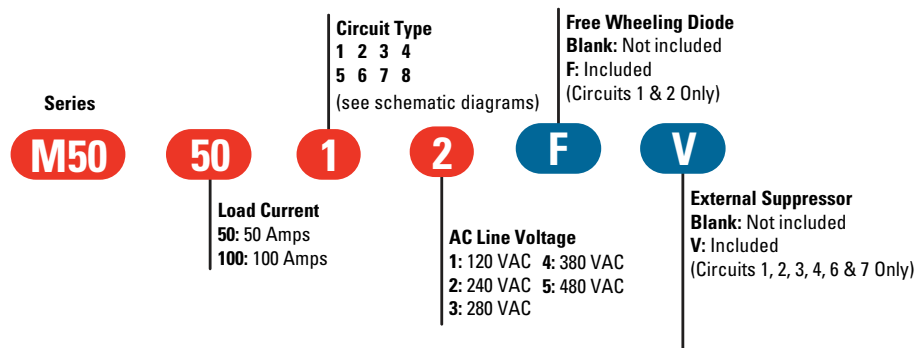 Circuit Type
1 2 3 4
5 6 7 8
(see schematic diagrams)
Free Wheeling Diode
Blank: Not included
F: Included
(Circuits 1 & 2 Only)
Series
M50 50 1 2 F V
Load Current
50: 50 Amps
100: 100 Amps
AC Line Voltage
1: 120 VAC 4: 380 VAC
2: 240 VAC 5: 480 VAC
3: 280 VAC
External Suppressor
Blank: Not included
V: Included
(Circuits 1, 2, 3, 4, 6 & 7 Only)